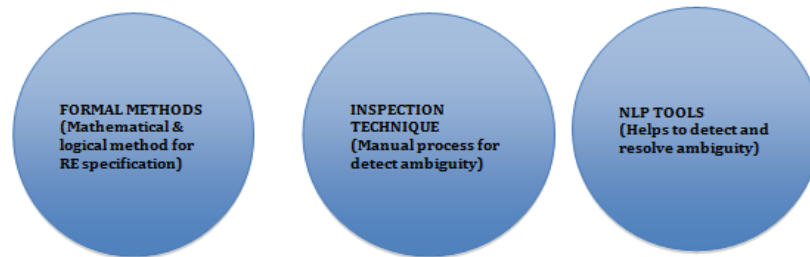 FORMAL METHODS
(Mathematical &
logical method for
RE specification)
INSPECTION
TECHNIQUE
(Manual process for
detect ambiguity)
NLP TOOLS
(Helps to detect and
resolve ambiguity)